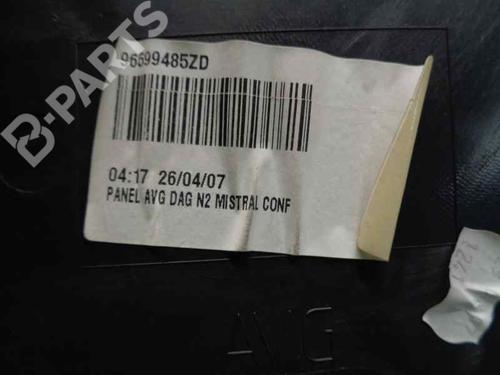 B-PARTS
96599485ZD
04:17 26/04/07
PANEL AVG DAG N2 MISTRAL CONF
AVG